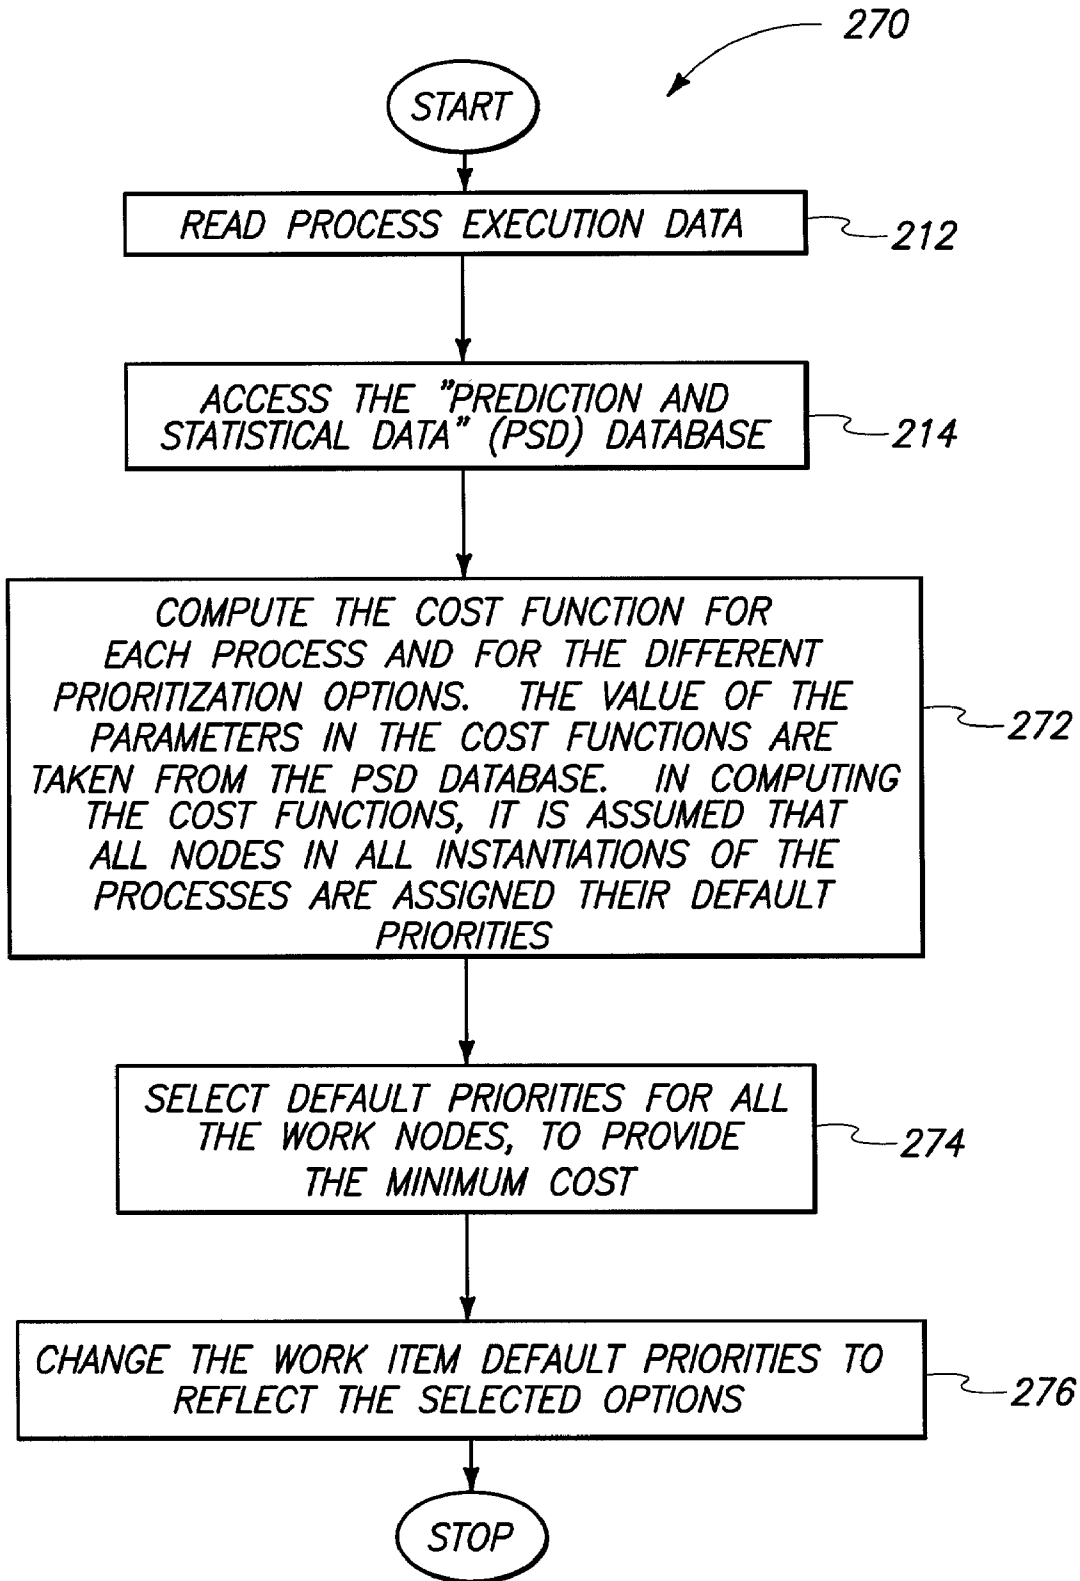 270
START
READ PROCESS EXECUTION DATA
212
ACCESS THE "PREDICTION AND
STATISTICAL DATA" (PSD) DATABASE
214
COMPUTE THE COST FUNCTION FOR
EACH PROCESS AND FOR THE DIFFERENT
PRIORITIZATION OPTIONS. THE VALUE OF THE
PARAMETERS IN THE COST FUNCTIONS ARE
TAKEN FROM THE PSD DATABASE. IN COMPUTING
THE COST FUNCTIONS, IT IS ASSUMED THAT
ALL NODES IN ALL INSTANTIATIONS OF THE
PROCESSES ARE ASSIGNED THEIR DEFAULT
PRIORITIES
272
SELECT DEFAULT PRIORITIES FOR ALL
THE WORK NODES, TO PROVIDE
THE MINIMUM COST
274
CHANGE THE WORK ITEM DEFAULT PRIORITIES TO
REFLECT THE SELECTED OPTIONS
276
STOP